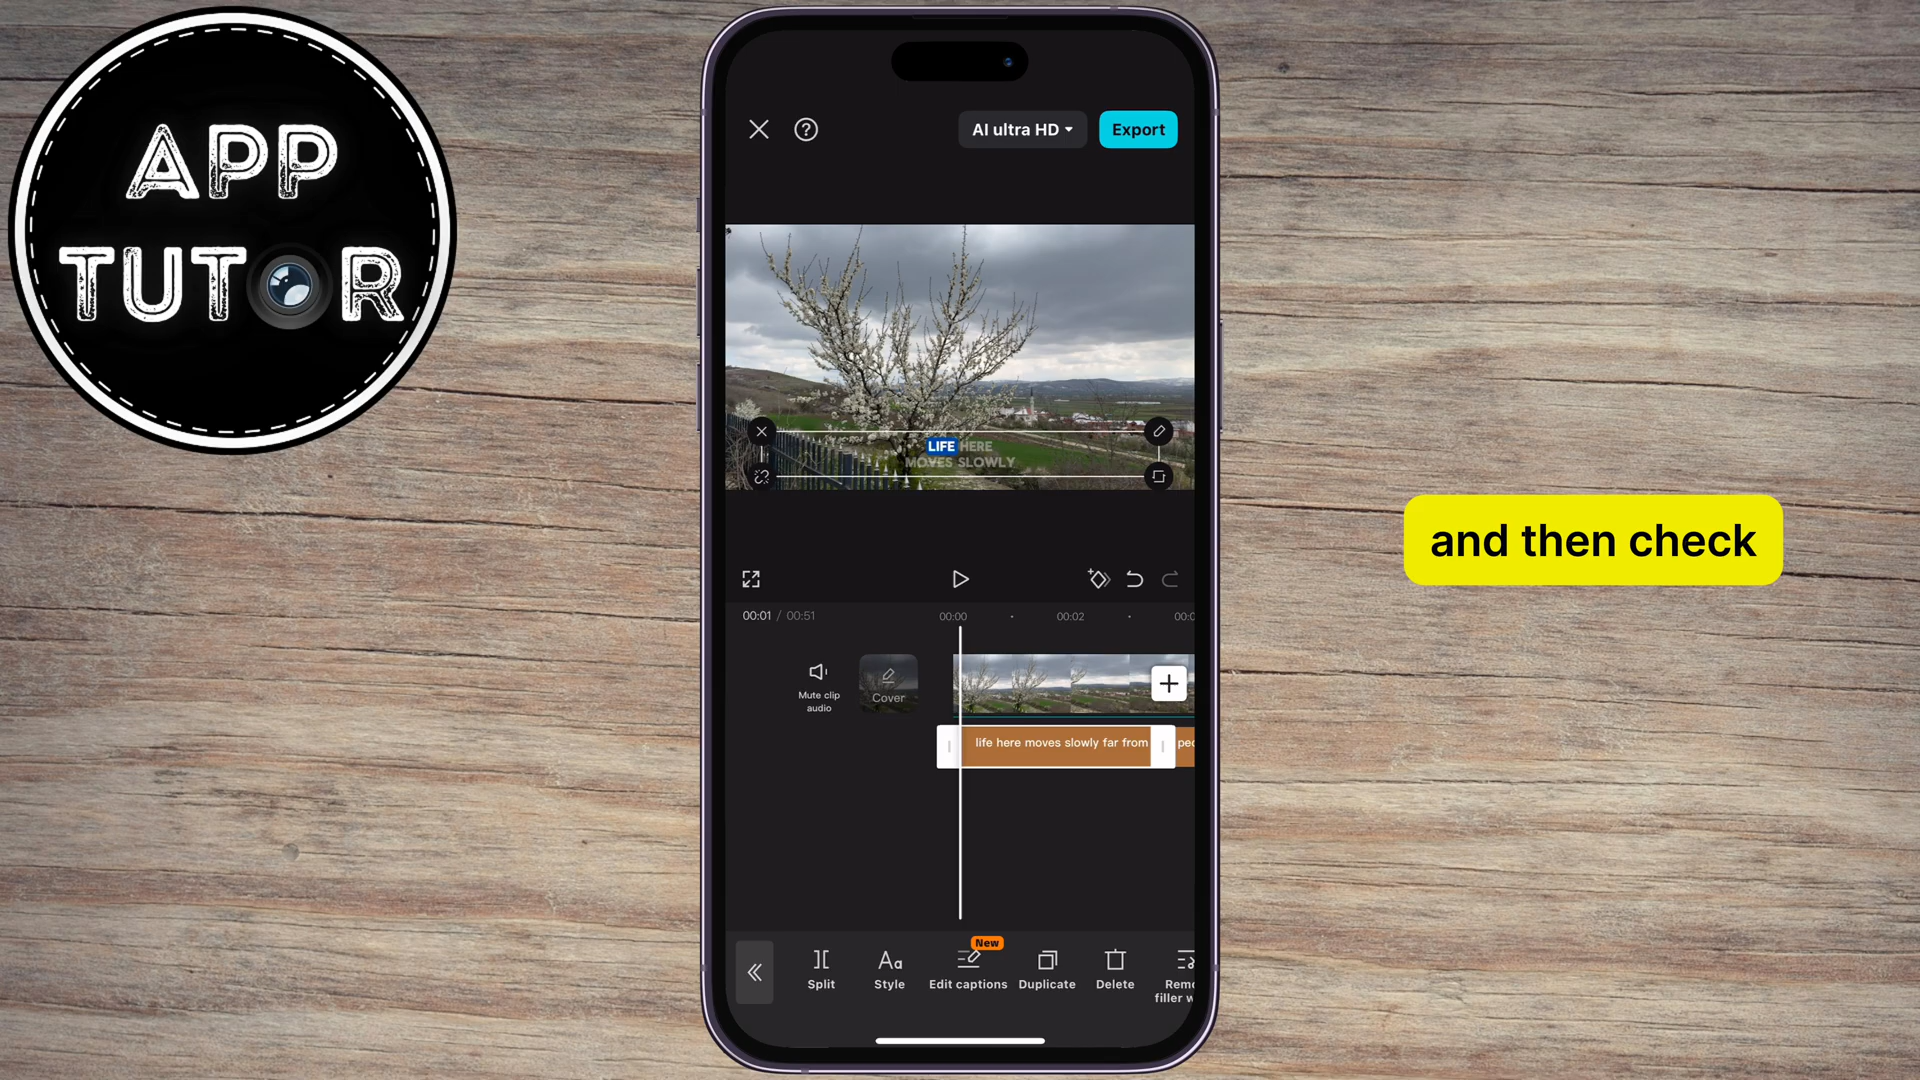 APP
TUTOR
AI ultra HD
Export
LIFE HERE
MOVES SLOWLY
and then check
00:01 / 00:51
00:00
00:02
Mute clip
audio
Cover
life here moves slowly far from
New
Split
Style
Edit captions
Duplicate
Delete